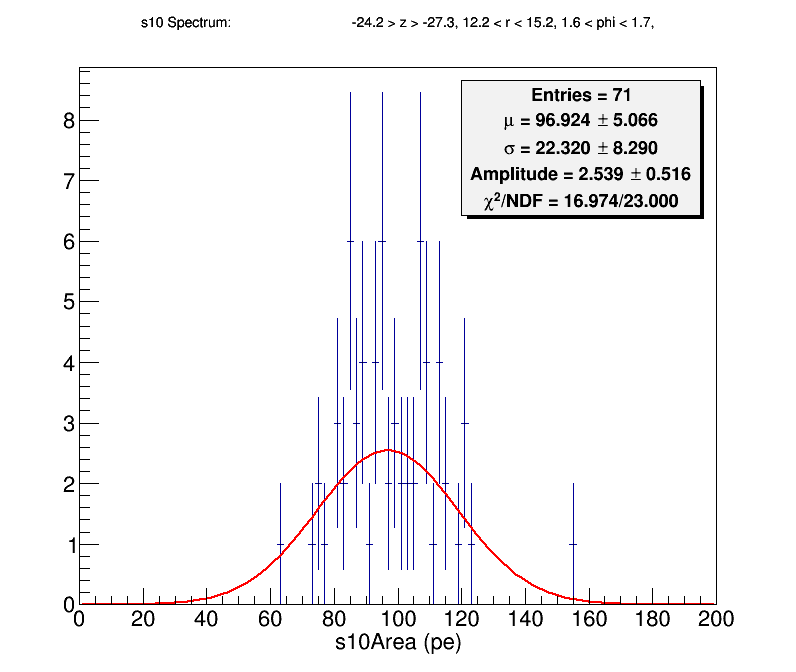 s10 Spectrum: -24.2 > z > -27.3, 12.2 < r < 15.2, 1.6 < phi < 1.7,
Entries = 71
μ = 96.924 ± 5.066
σ = 22.320 ± 8.290
Amplitude = 2.539 ± 0.516
χ²/NDF = 16.974/23.000
8
7
6
5
4
3
2
1
0
0 20 40 60 80 100 120 140 160 180 200
s10Area (pe)